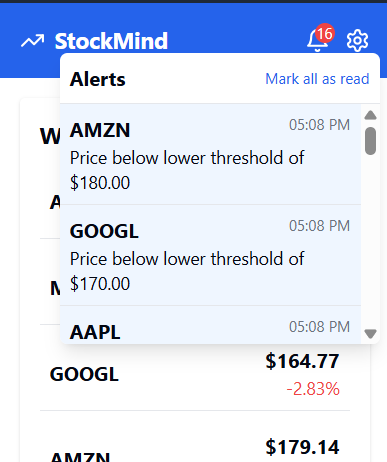 StockMind
16
Alerts
Mark all as read
AMZN
05:08 PM
Price below lower threshold of
$180.00
GOOGL
05:08 PM
Price below lower threshold of
$170.00
AAPL
05:08 PM
W
A
M
GOOGL
$164.77
-2.83%
AMZN
$179.14